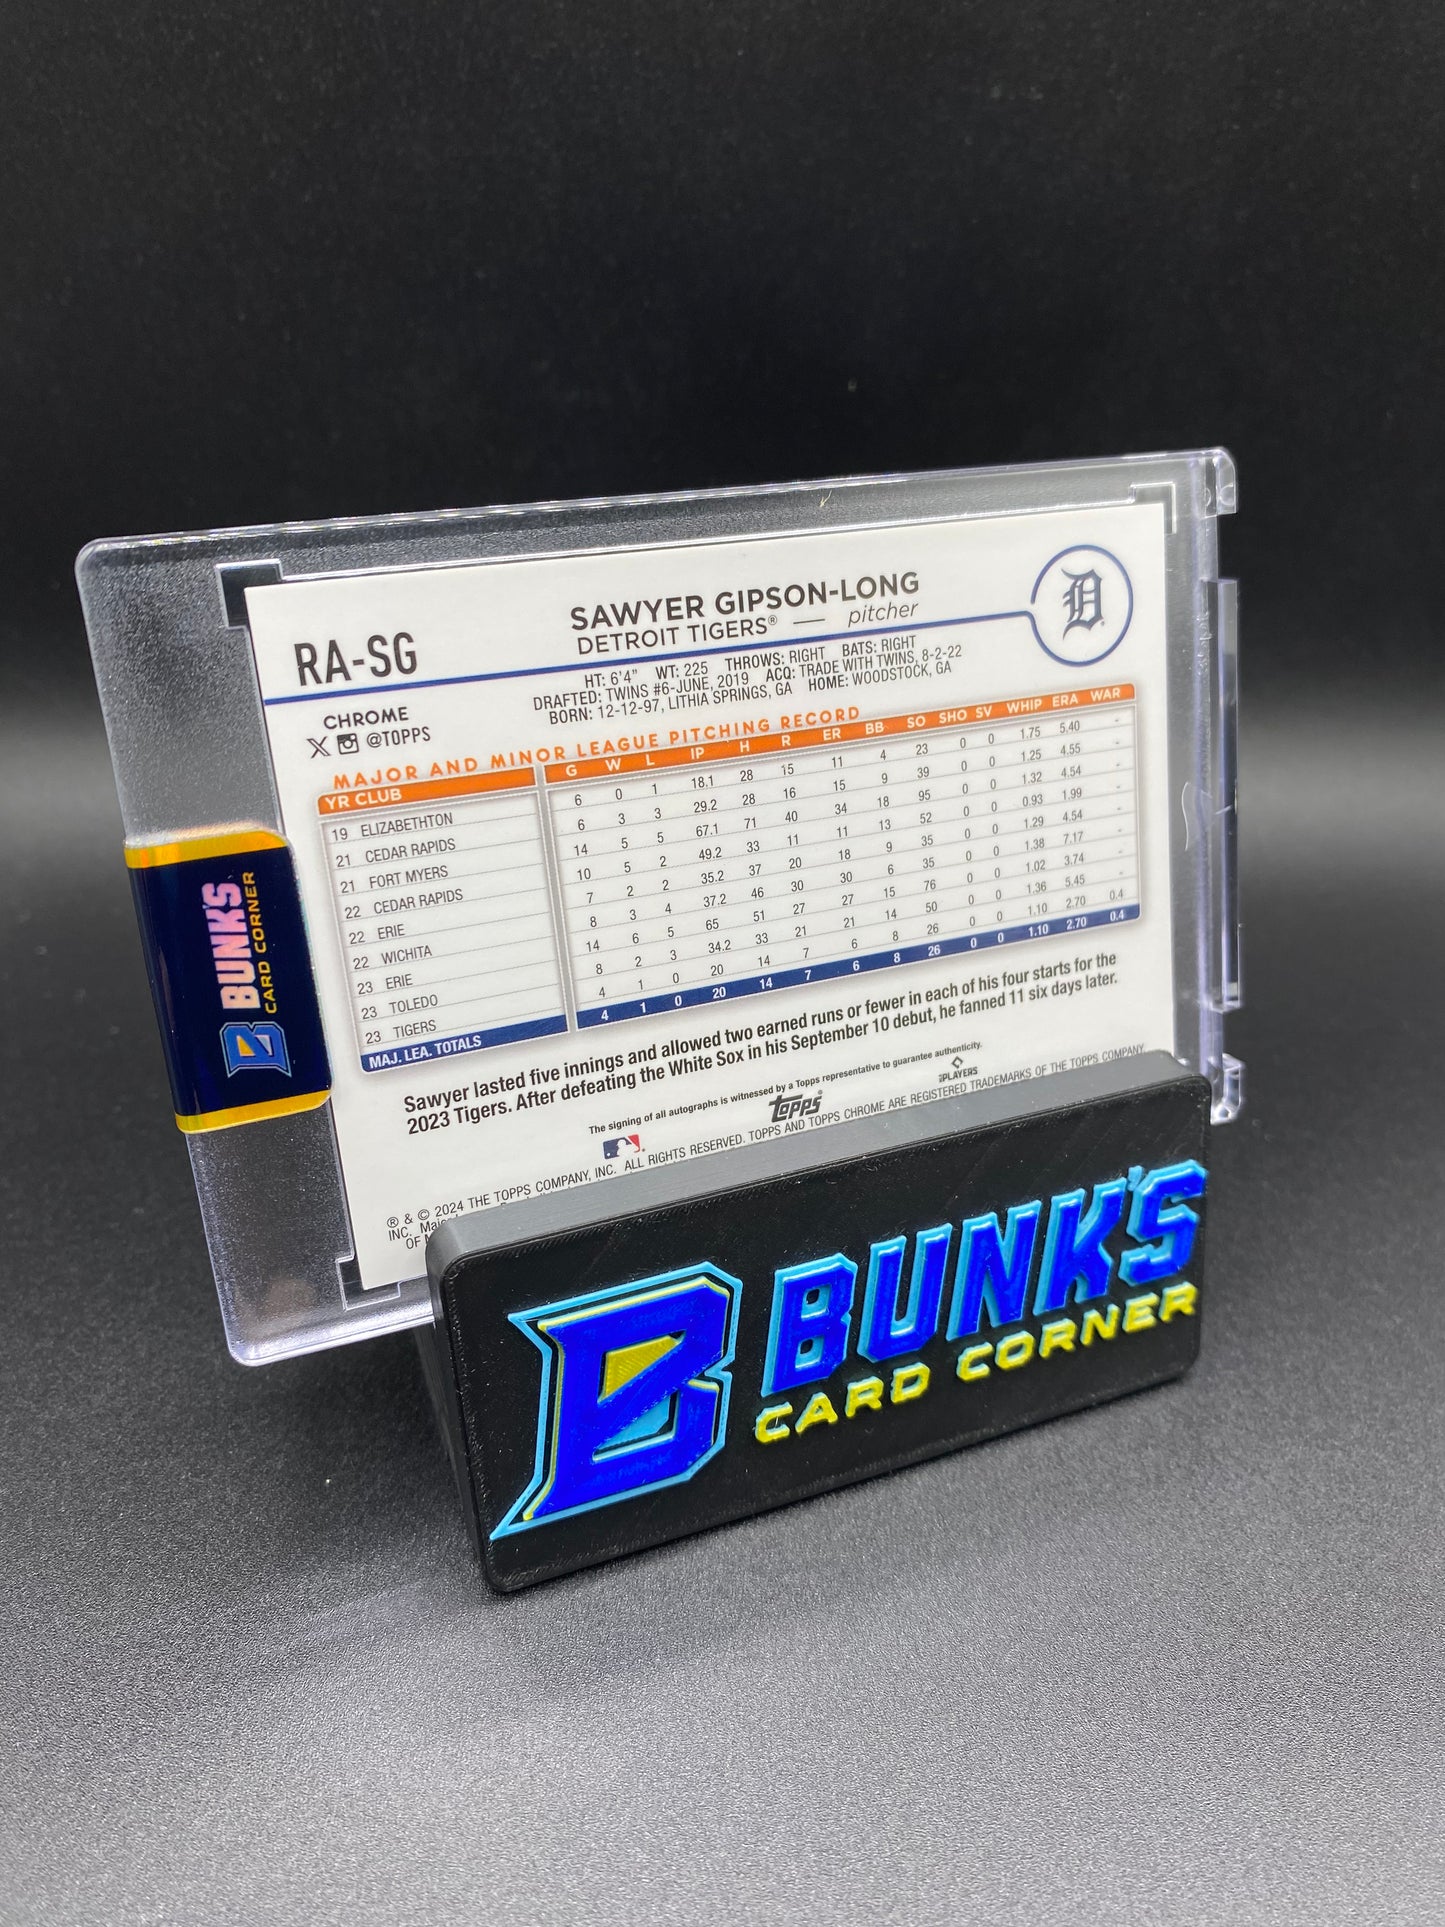 RA-SG
SAWYER GIPSON-LONG
DETROIT TIGERS® — pitcher
D
HT: 6'4" WT: 225 THROWS: RIGHT BATS: RIGHT
DRAFTED: TWINS #6-JUNE, 2019 ACQ: TRADE WITH TWINS, 8-2-22
BORN: 12-12-97, LITHIA SPRINGS, GA HOME: WOODSTOCK, GA
CHROME
X @TOPPS
MAJOR AND MINOR LEAGUE PITCHING RECORD
YR CLUB G W L IP H R ER BB SO SHO SV WHIP ERA WAR
19 ELIZABETHTON 6 0 1 18.1 28 15 11 4 23 0 0 1.75 5.40 -
21 CEDAR RAPIDS 6 3 3 29.2 28 16 15 9 39 0 0 1.25 4.55 -
21 FORT MYERS 14 5 5 67.1 71 40 34 18 95 0 0 1.32 4.54 -
22 CEDAR RAPIDS 10 5 2 49.2 33 11 11 13 52 0 0 0.93 1.99 -
22 ERIE 7 2 2 35.2 37 20 18 9 35 0 0 1.29 4.54 -
22 WICHITA 8 3 4 37.2 46 30 30 6 35 0 0 1.38 7.17 -
23 ERIE 14 6 5 65 51 27 27 15 76 0 0 1.02 3.74 -
23 TOLEDO 8 2 3 34.2 33 21 21 14 50 0 0 1.36 5.45 -
23 TIGERS 4 1 0 20 14 7 6 8 26 0 0 1.10 2.70 0.4
MAJ. LEA. TOTALS 4 1 0 20 14 7 6 8 26 0 0 1.10 2.70 0.4
Sawyer lasted five innings and allowed two earned runs or fewer in each of his four starts for the
2023 Tigers. After defeating the White Sox in his September 10 debut, he fanned 11 six days later.
The signing of all autographs is witnessed by a Topps representative to guarantee authenticity.
topps®
PLAYERS
® & © 2024 THE TOPPS COMPANY, INC. ALL RIGHTS RESERVED. TOPPS AND TOPPS CHROME ARE REGISTERED TRADEMARKS OF THE TOPPS COMPANY,
INC.
OF
B BUNK'S
CARD CORNER
B BUNK'S
CARD CORNER